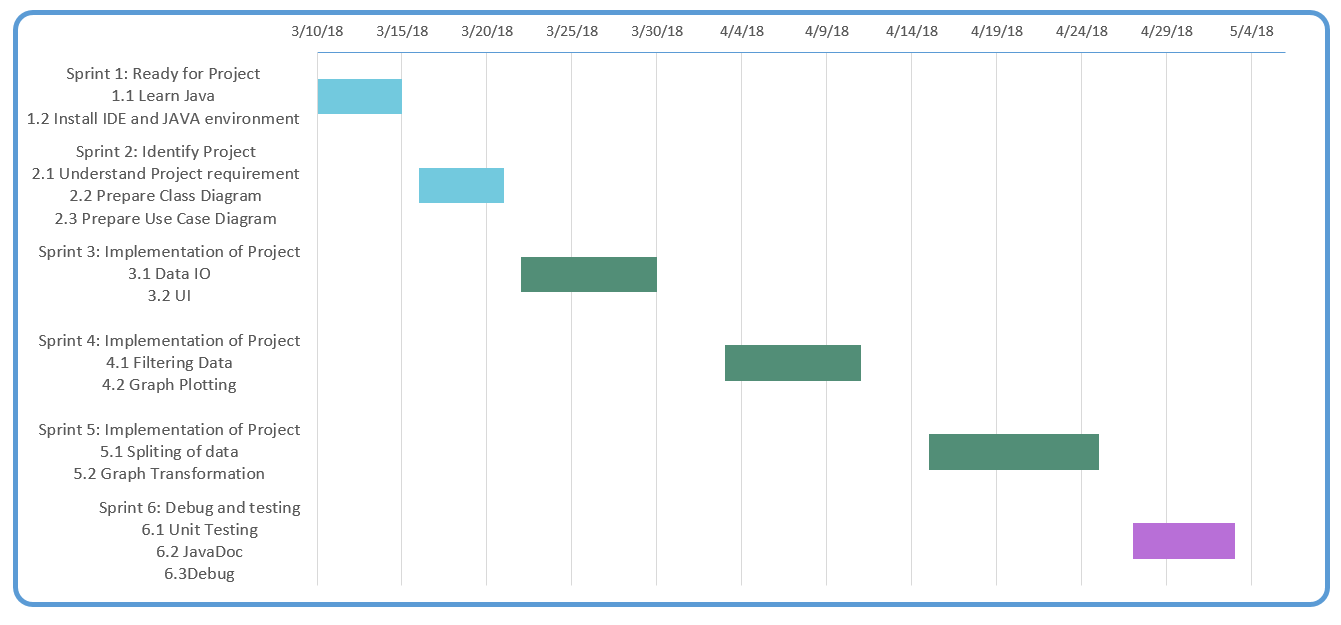 3/10/18 3/15/18 3/20/18 3/25/18 3/30/18 4/4/18 4/9/18 4/14/18 4/19/18 4/24/18 4/29/18 5/4/18
Sprint 1: Ready for Project
1.1 Learn Java
1.2 Install IDE and JAVA environment
Sprint 2: Identify Project
2.1 Understand Project requirement
2.2 Prepare Class Diagram
2.3 Prepare Use Case Diagram
Sprint 3: Implementation of Project
3.1 Data IO
3.2 UI
Sprint 4: Implementation of Project
4.1 Filtering Data
4.2 Graph Plotting
Sprint 5: Implementation of Project
5.1 Spliting of data
5.2 Graph Transformation
Sprint 6: Debug and testing
6.1 Unit Testing
6.2 JavaDoc
6.3Debug